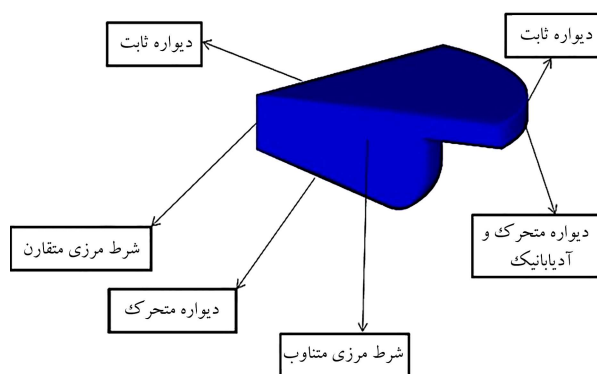 دیواره ثابت
دیواره ثابت
دیواره متحرک و
آدیاباتیک
شرط مرزی متقارن
دیواره متحرک
شرط مرزی متناوب